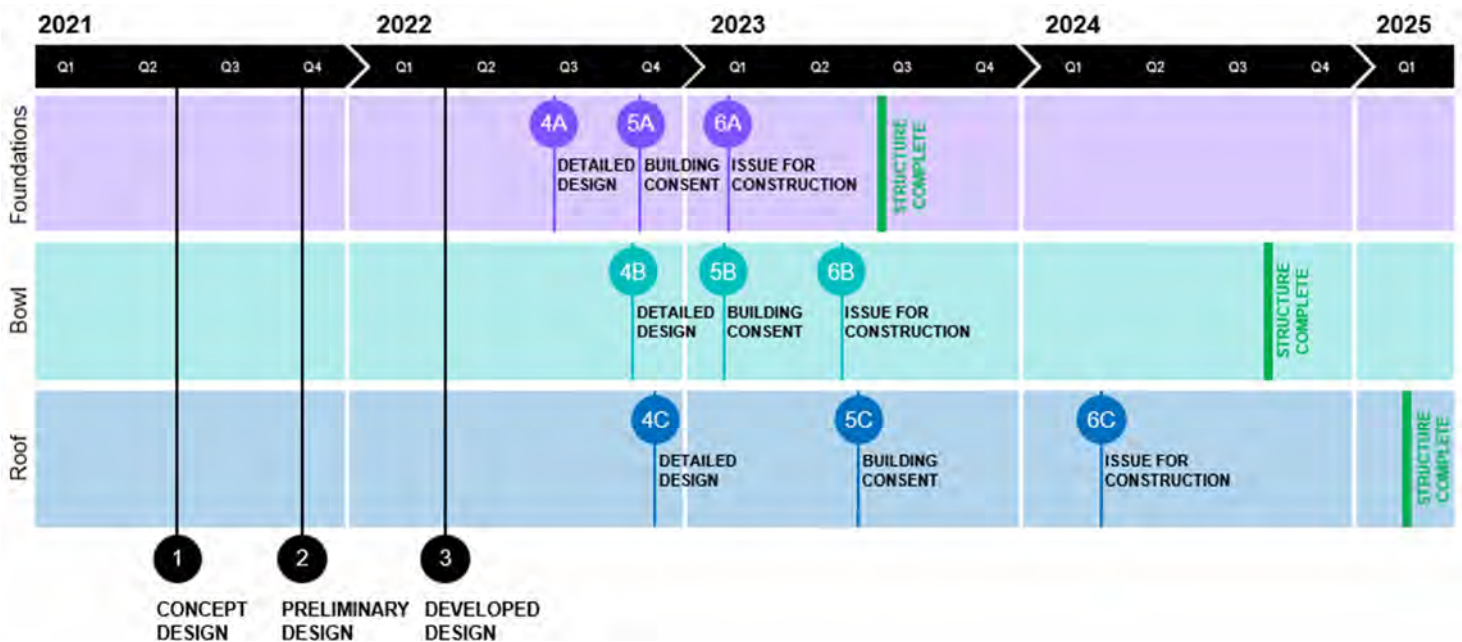 2021 2022 2023 2024 2025
Q1 Q2 Q3 Q4 Q1 Q2 Q3 Q4 Q1 Q2 Q3 Q4 Q1 Q2 Q3 Q4 Q1
Foundations
4A 5A 6A
DETAILED BUILDING ISSUE FOR
DESIGN CONSENT CONSTRUCTION
STRUCTURE
COMPLETE
Bowl
4B 5B 6B
DETAILED BUILDING ISSUE FOR
DESIGN CONSENT CONSTRUCTION
STRUCTURE
COMPLETE
Roof
4C 5C 6C
DETAILED BUILDING ISSUE FOR
DESIGN CONSENT CONSTRUCTION
STRUCTURE
COMPLETE
1 2 3
CONCEPT PRELIMINARY DEVELOPED
DESIGN DESIGN DESIGN